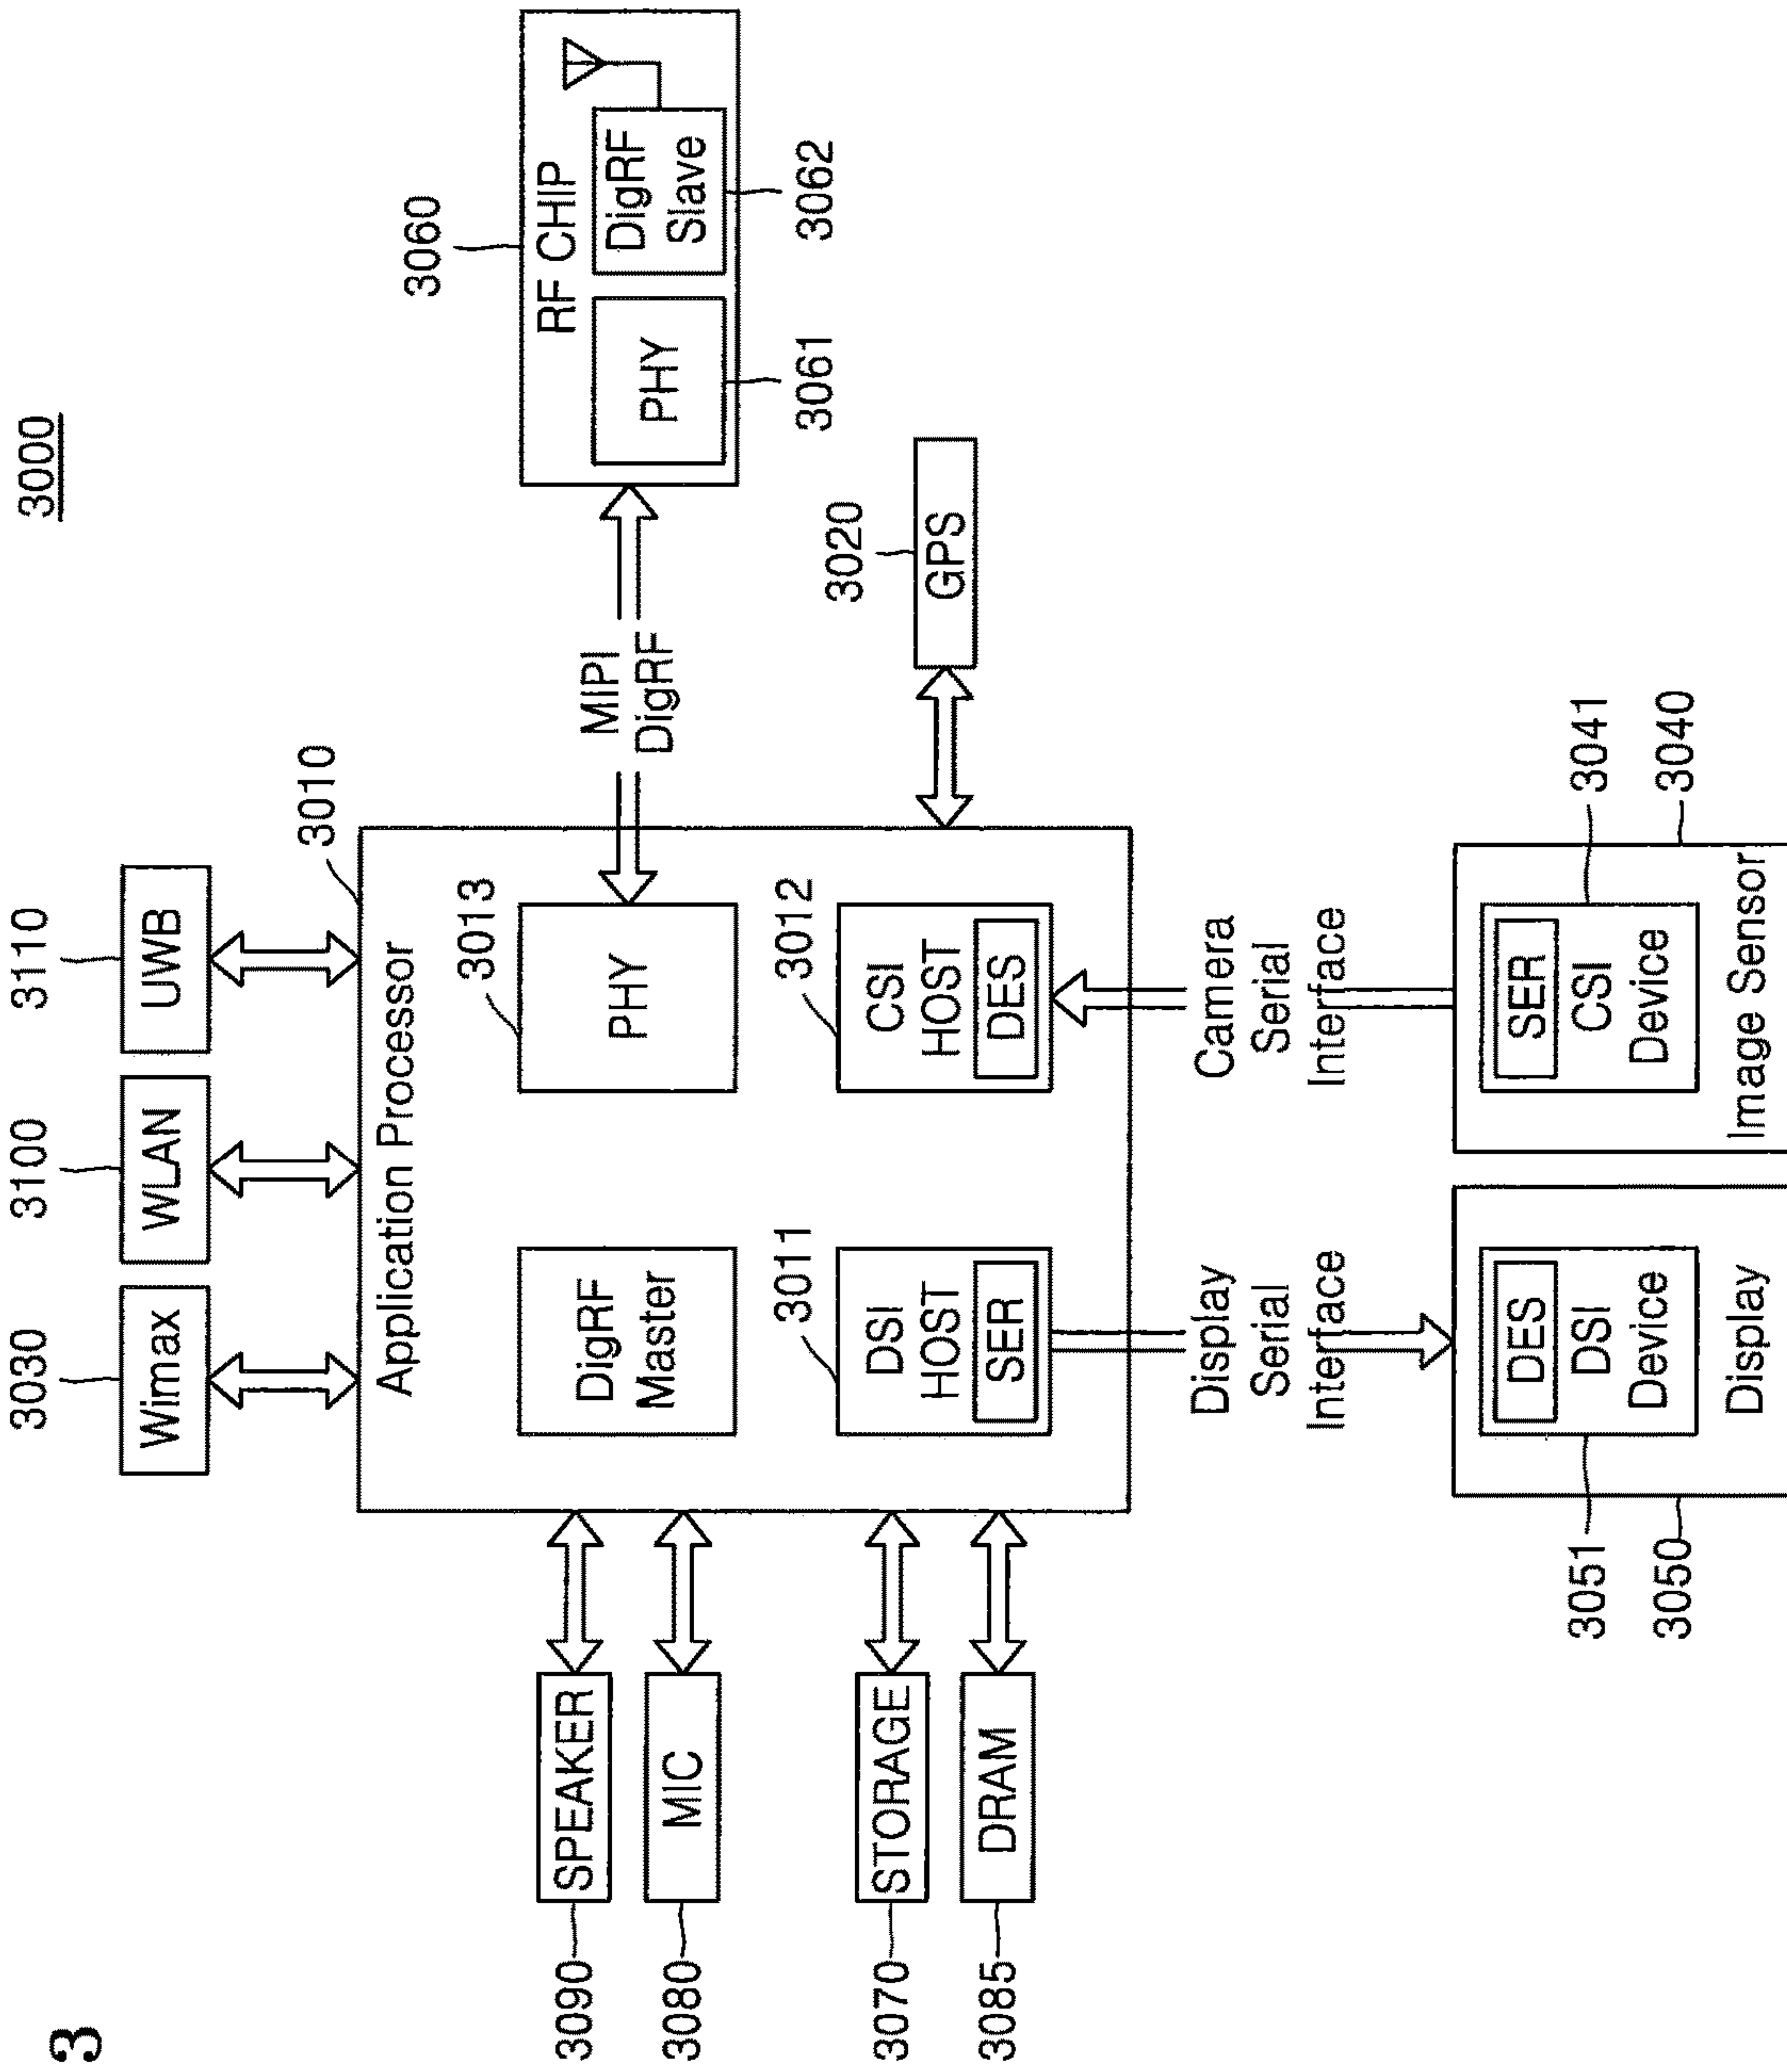 3
3000
3030
3100
3110
Wimax
WLAN
UWB
3010
Application Processor
3090
SPEAKER
3080
MIC
DigRF
Master
3013
PHY
MIPI
DigRF
3060
RF CHIP
PHY
DigRF
Slave
3061
3062
3070
STORAGE
3085
DRAM
3011
DSI
HOST
SER
3012
CSI
HOST
DES
3020
GPS
Display
Serial
Interface
Camera
Serial
Interface
3051
3050
DES
DSI
Device
Display
SER
CSI
Device
Image Sensor
3041
3040